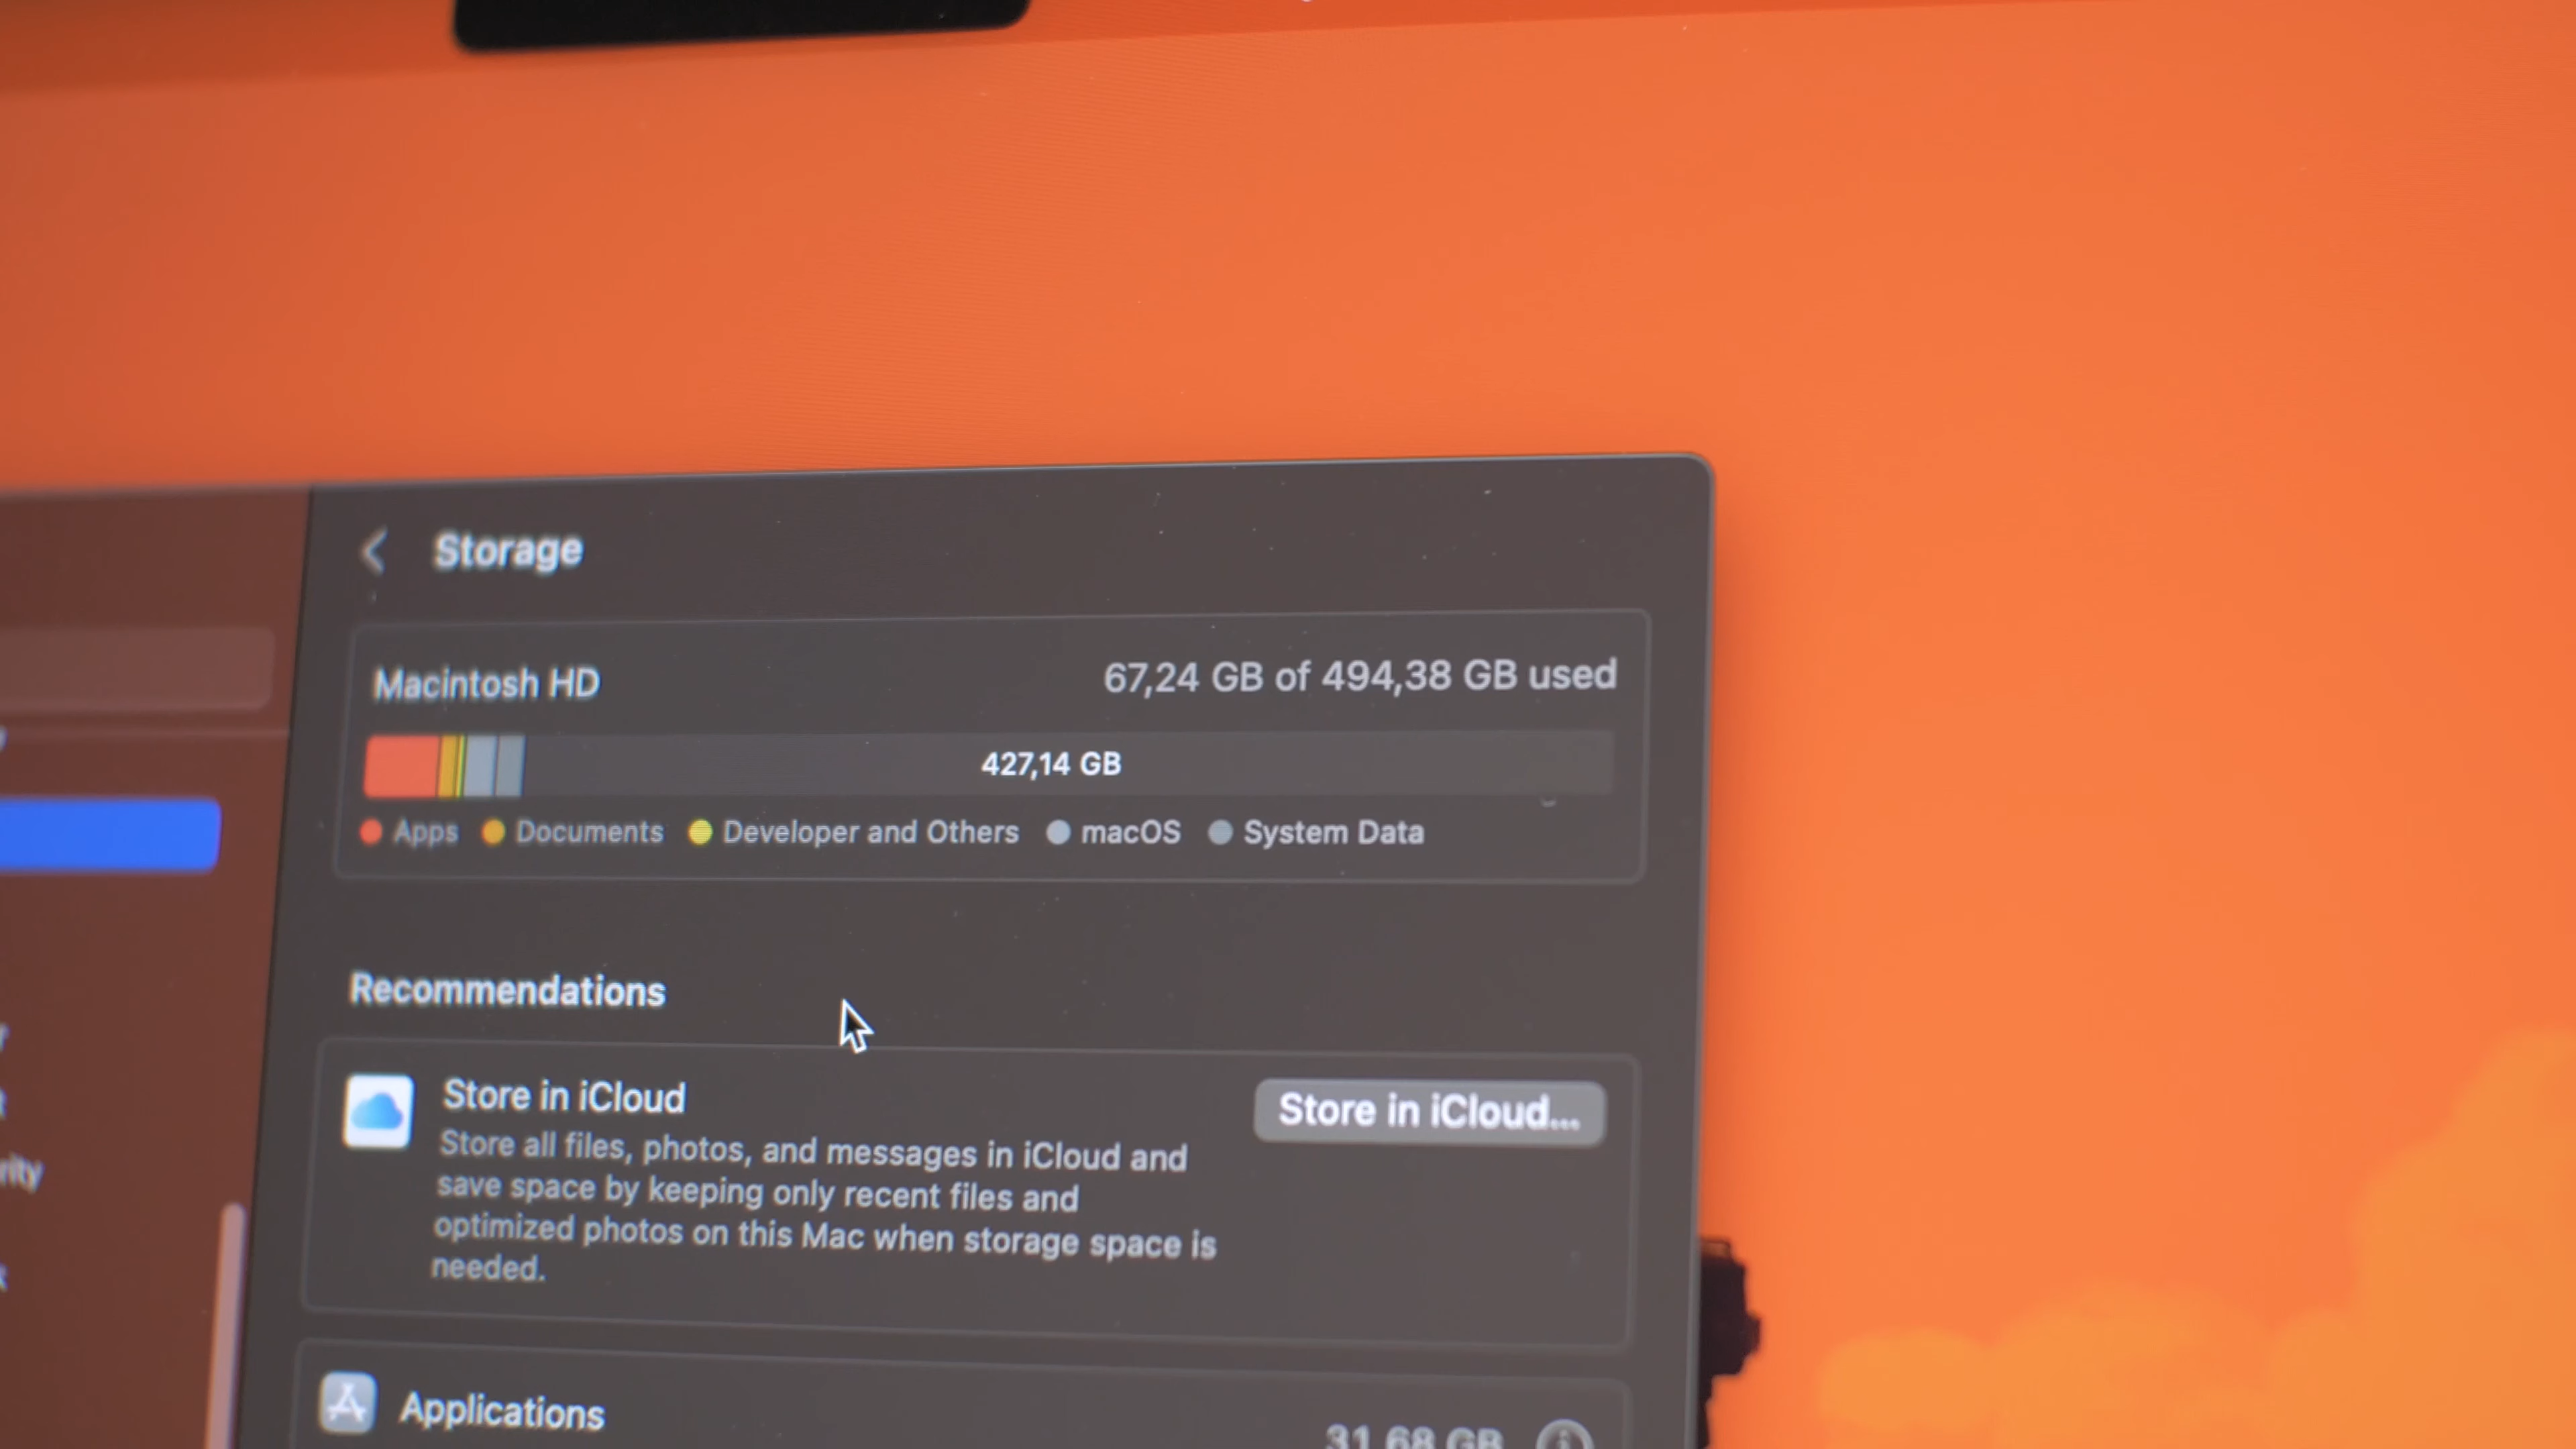 Storage
Macintosh HD
67,24 GB of 494,38 GB used
427,14 GB
Apps Documents Developer and Others macOS System Data
Recommendations
Store in iCloud
Store in iCloud...
Store all files, photos, and messages in iCloud and
save space by keeping only recent files and
optimized photos on this Mac when storage space is
needed.
Applications
31,68 GB